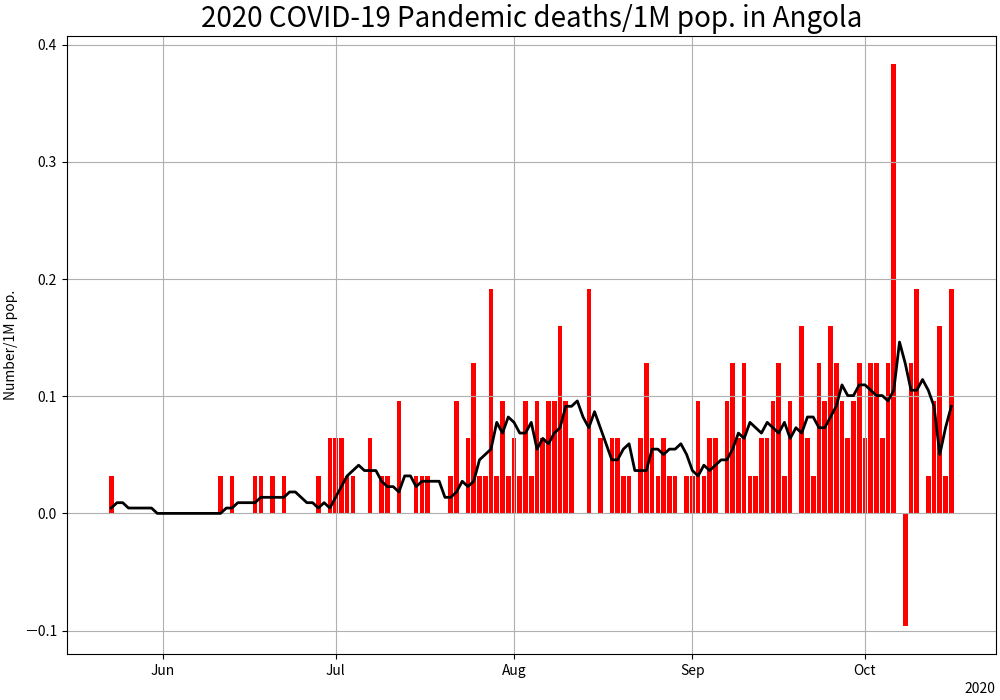 2020 COVID-19 Pandemic deaths/1M pop. in Angola
Number/1M pop.
0.4
0.3
0.2
0.1
0.0
−0.1
Jun Jul Aug Sep Oct
2020